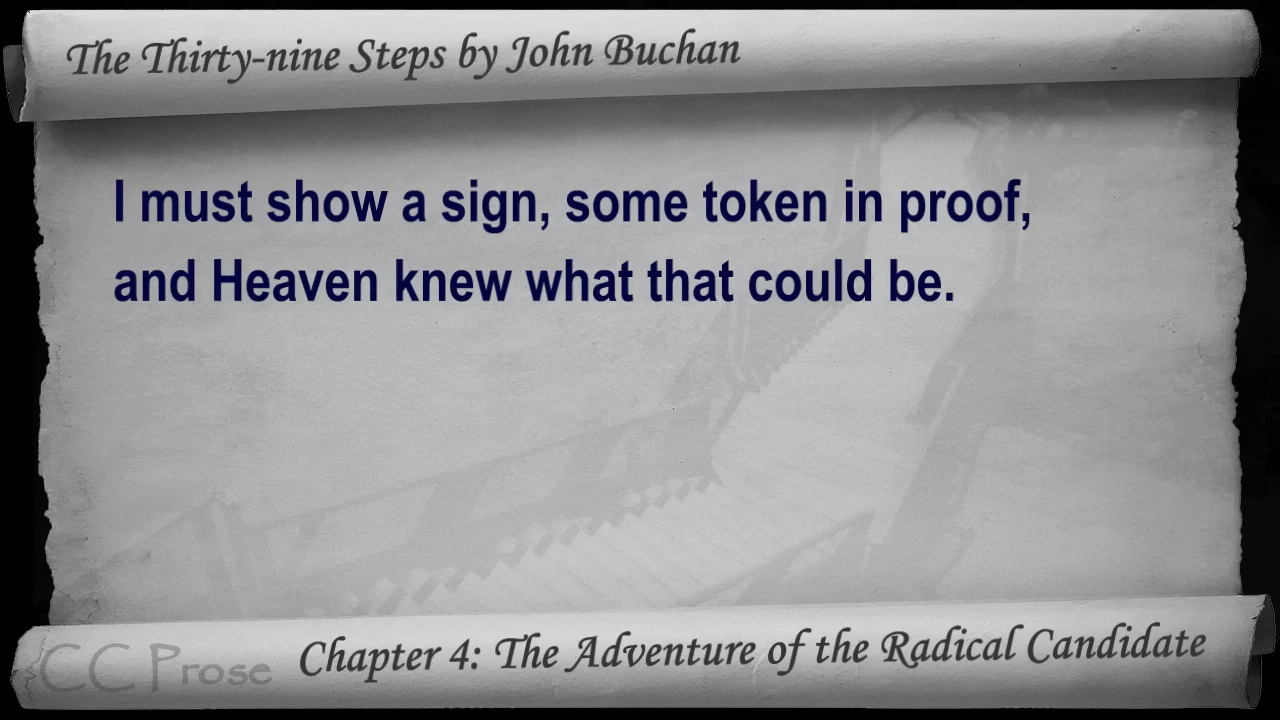 The Thirty-nine Steps by John Buchan
I must show a sign, some token in proof,
and Heaven knew what that could be.
CC Prose
Chapter 4: The Adventure of the Radical Candidate